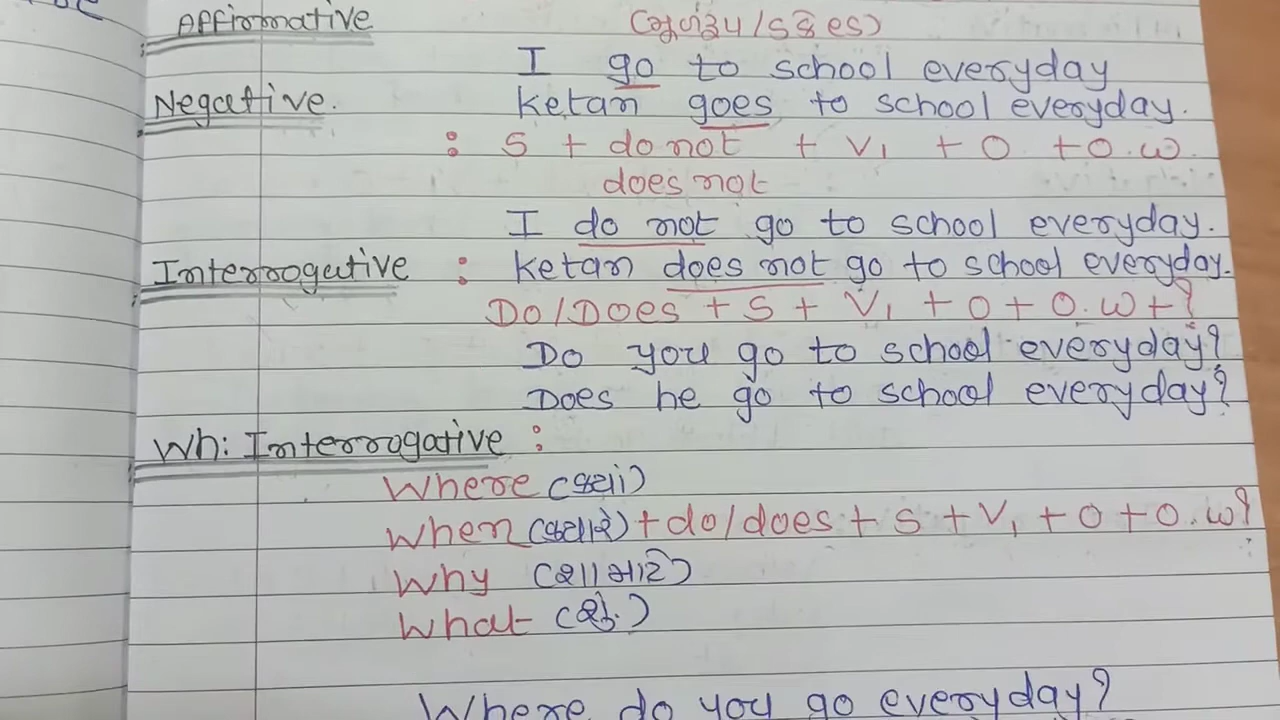 Affirmative (મૂળરૂપ/s કે es)
I go to school everyday
Negative. Ketan goes to school everyday.
: S + do not + V1 + O + O.W.
does not
I do not go to school everyday.
Interrogative : Ketan does not go to school everyday.
Do/Does + S + V1 + O + O.W + ?
Do you go to school everyday?
Does he go to school everyday?
Wh: Interrogative :
Where (ક્યાં)
When (ક્યારે) + do/does + S + V1 + O + O.W?
Why (શા માટે)
What (શું.)
Where do you go everyday?